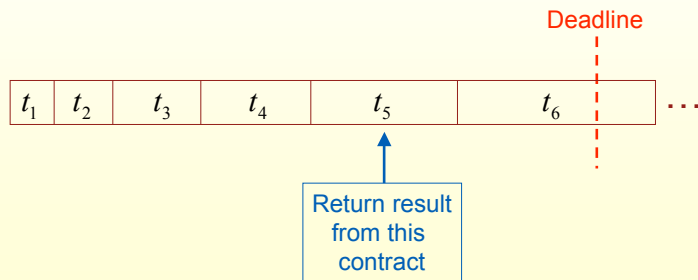 Deadline
t₁ t₂ t₃ t₄ t₅ t₆ ...
Return result
from this
contract